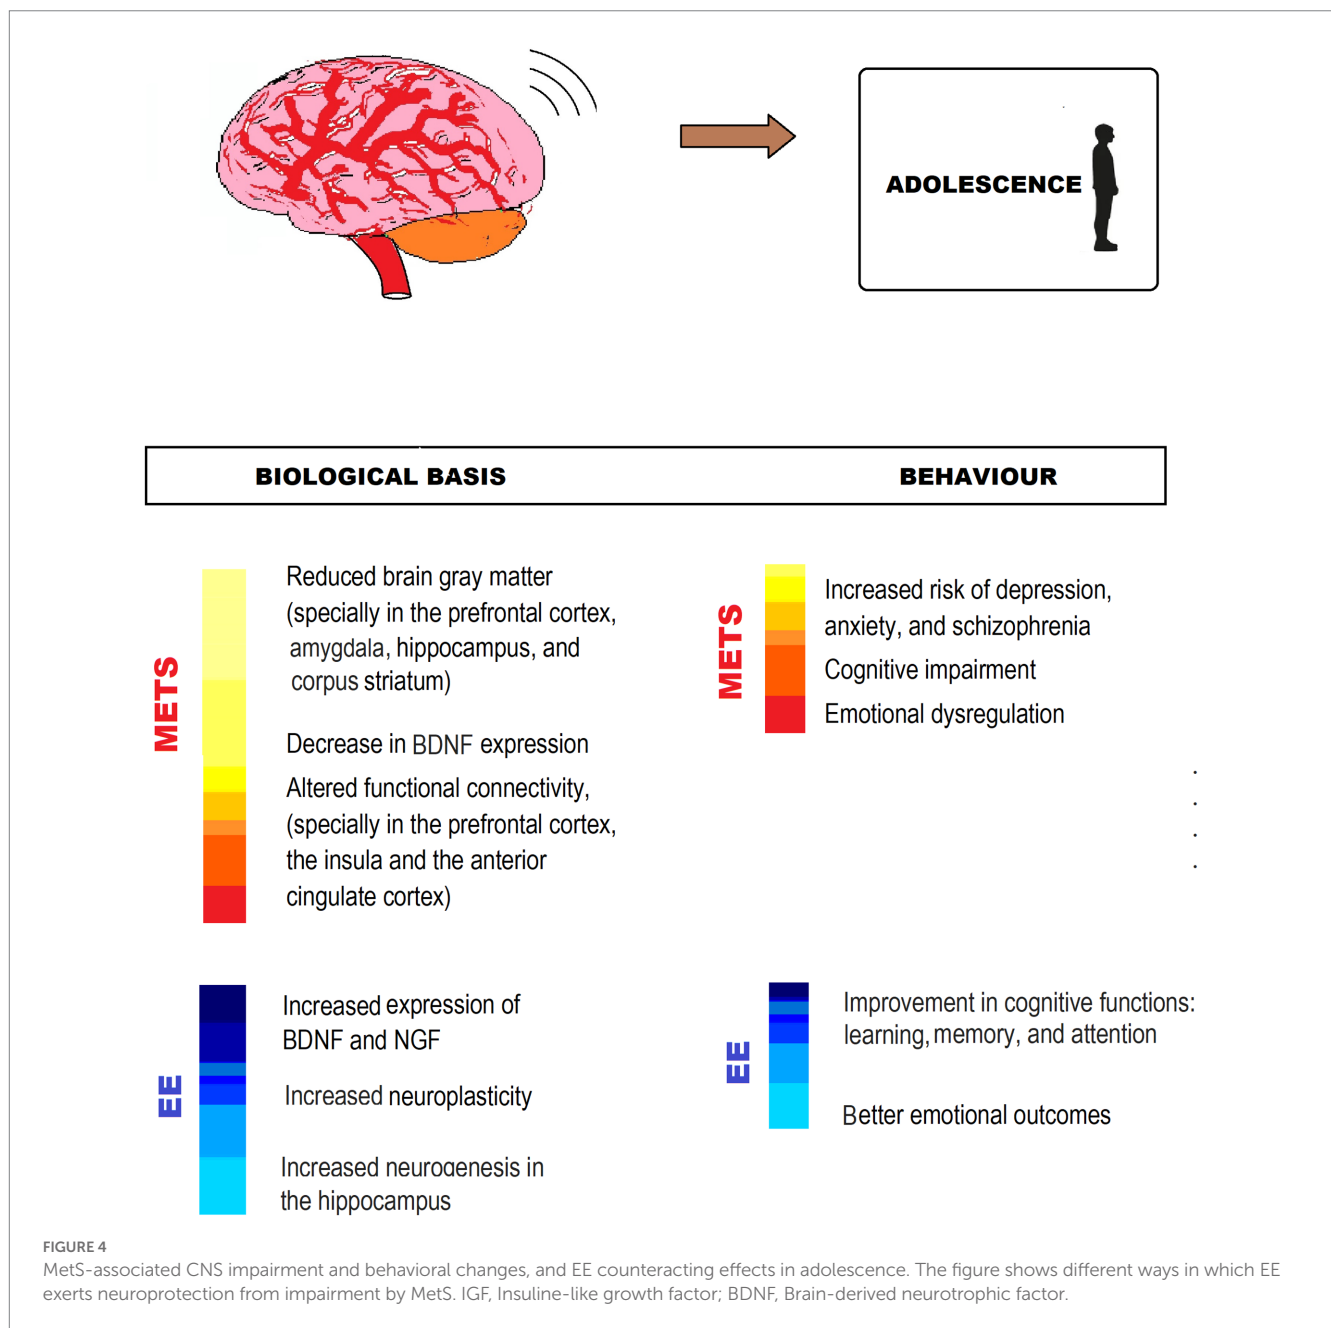 ADOLESCENCE
BIOLOGICAL BASIS
BEHAVIOUR
METS
Reduced brain gray matter
(specially in the prefrontal cortex,
amygdala, hippocampus, and
corpus striatum)
Decrease in BDNF expression
Altered functional connectivity,
(specially in the prefrontal cortex,
the insula and the anterior
cingulate cortex)
METS
Increased risk of depression,
anxiety, and schizophrenia
Cognitive impairment
Emotional dysregulation
EE
Increased expression of
BDNF and NGF
Increased neuroplasticity
Increased neurogenesis in
the hippocampus
EE
Improvement in cognitive functions:
learning, memory, and attention
Better emotional outcomes
FIGURE 4
MetS-associated CNS impairment and behavioral changes, and EE counteracting effects in adolescence. The figure shows different ways in which EE
exerts neuroprotection from impairment by MetS. IGF, Insuline-like growth factor; BDNF, Brain-derived neurotrophic factor.